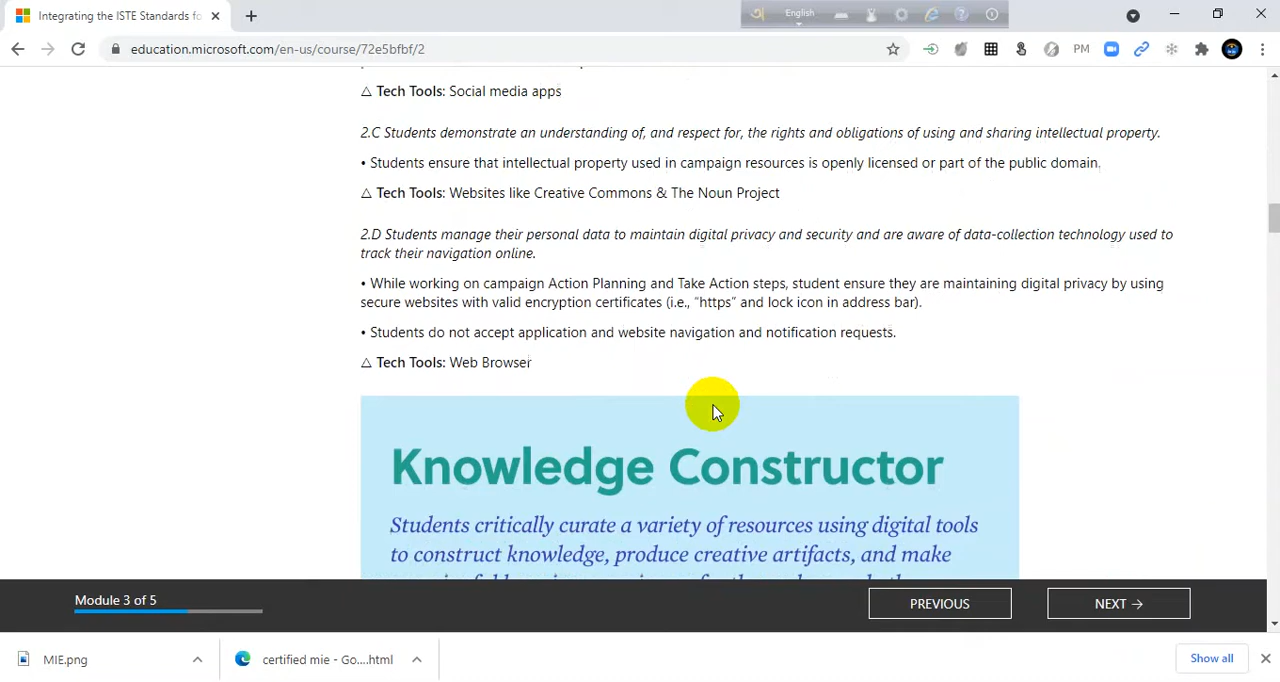 Integrating the ISTE Standards fo
English
education.microsoft.com/en-us/course/72e5bfbf/2
PM
△ Tech Tools: Social media apps
2.C Students demonstrate an understanding of, and respect for, the rights and obligations of using and sharing intellectual property.
• Students ensure that intellectual property used in campaign resources is openly licensed or part of the public domain.
△ Tech Tools: Websites like Creative Commons & The Noun Project
2.D Students manage their personal data to maintain digital privacy and security and are aware of data-collection technology used to
track their navigation online.
• While working on campaign Action Planning and Take Action steps, student ensure they are maintaining digital privacy by using
secure websites with valid encryption certificates (i.e., “https” and lock icon in address bar).
• Students do not accept application and website navigation and notification requests.
△ Tech Tools: Web Browser
Knowledge Constructor
Students critically curate a variety of resources using digital tools
to construct knowledge, produce creative artifacts, and make
Module 3 of 5
PREVIOUS
NEXT →
MIE.png
certified mie - Go....html
Show all